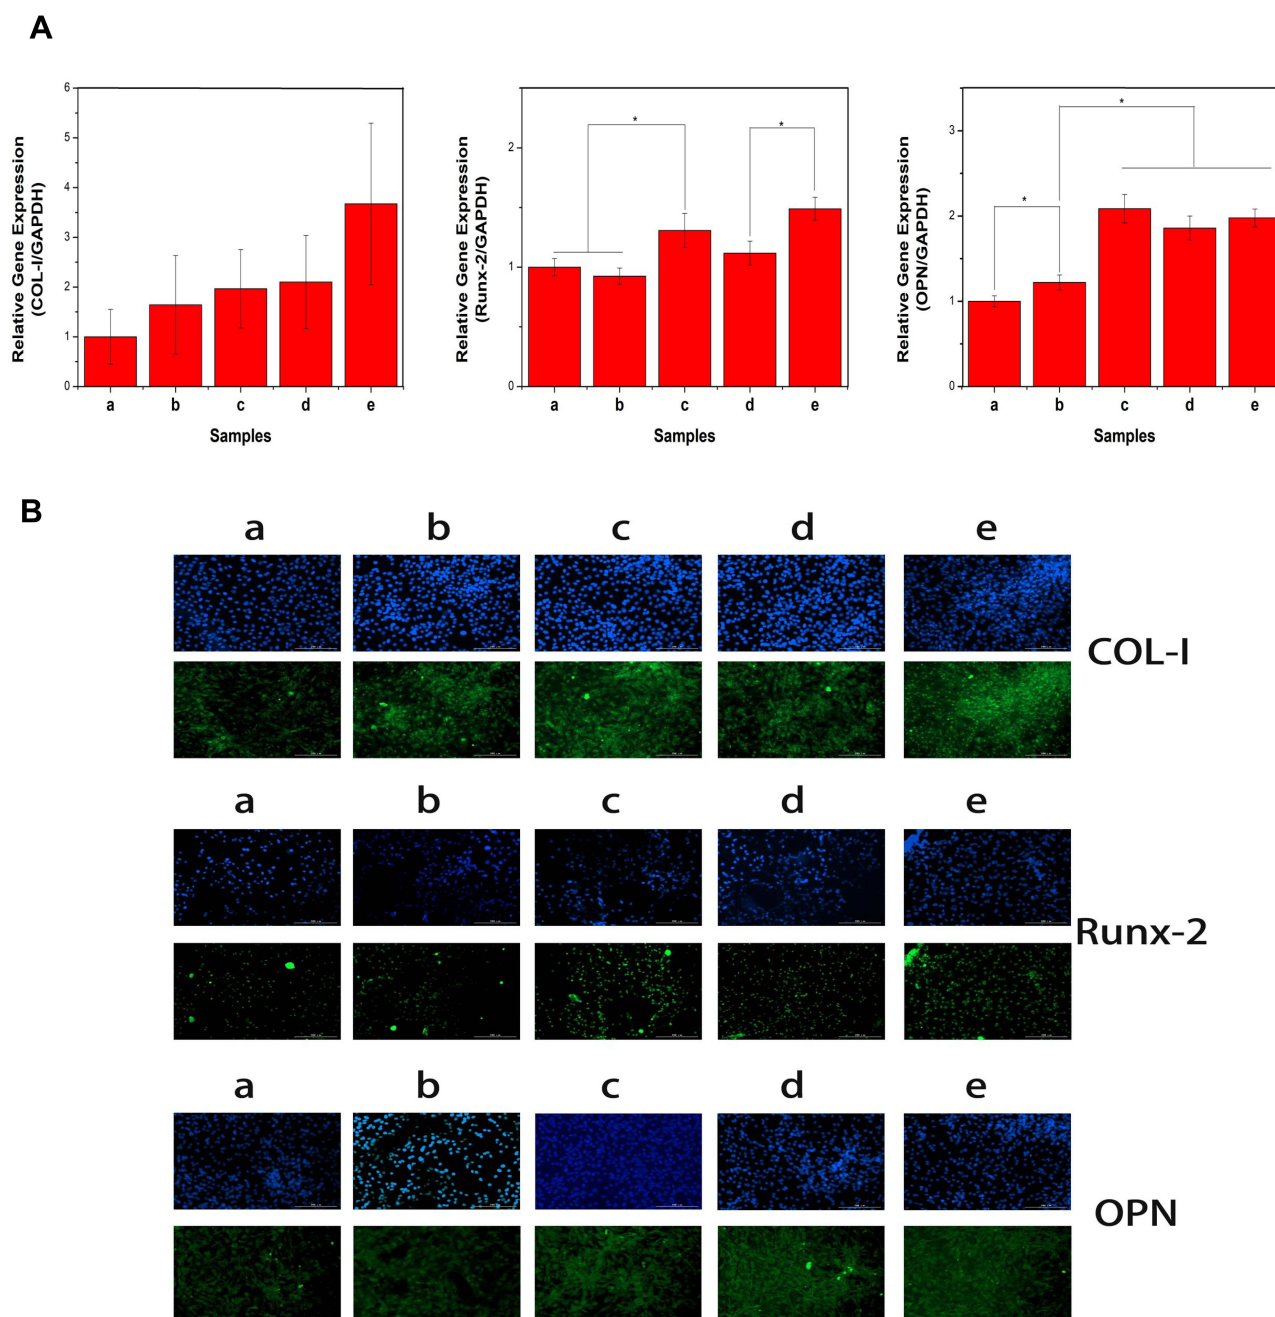 A
Relative Gene Expression
(COL-I/GAPDH)
6
5
4
3
2
1
0
a b c d e
Samples
Relative Gene Expression
(Runx-2/GAPDH)
2
1
0
* *
a b c d e
Samples
Relative Gene Expression
(OPN/GAPDH)
3
2
1
0
* *
a b c d e
Samples
B
a b c d e
COL-I
a b c d e
Runx-2
a b c d e
OPN